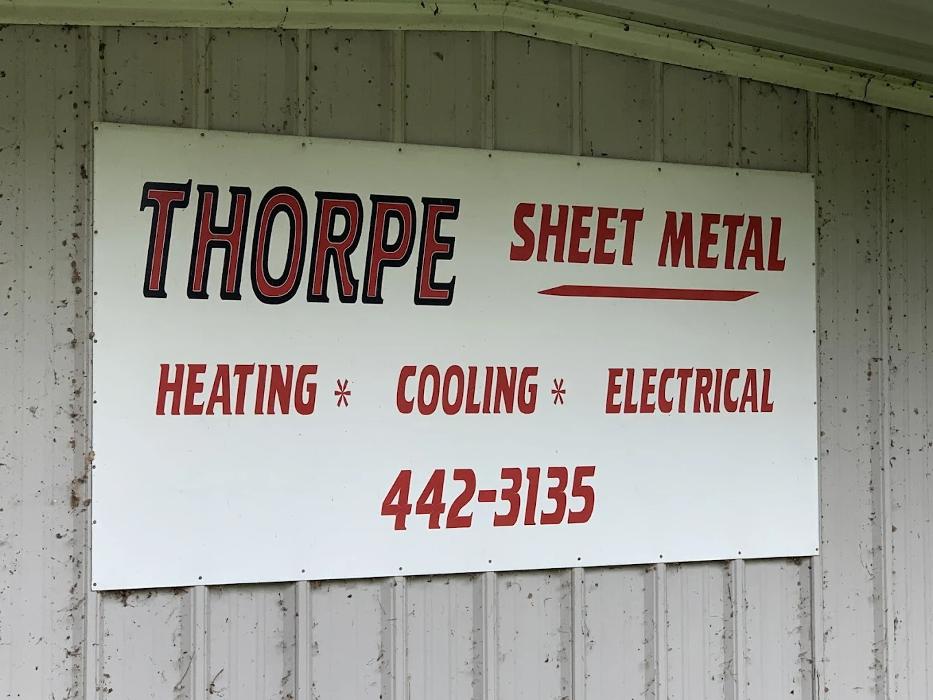 THORPE SHEET METAL
HEATING * COOLING * ELECTRICAL
442-3135